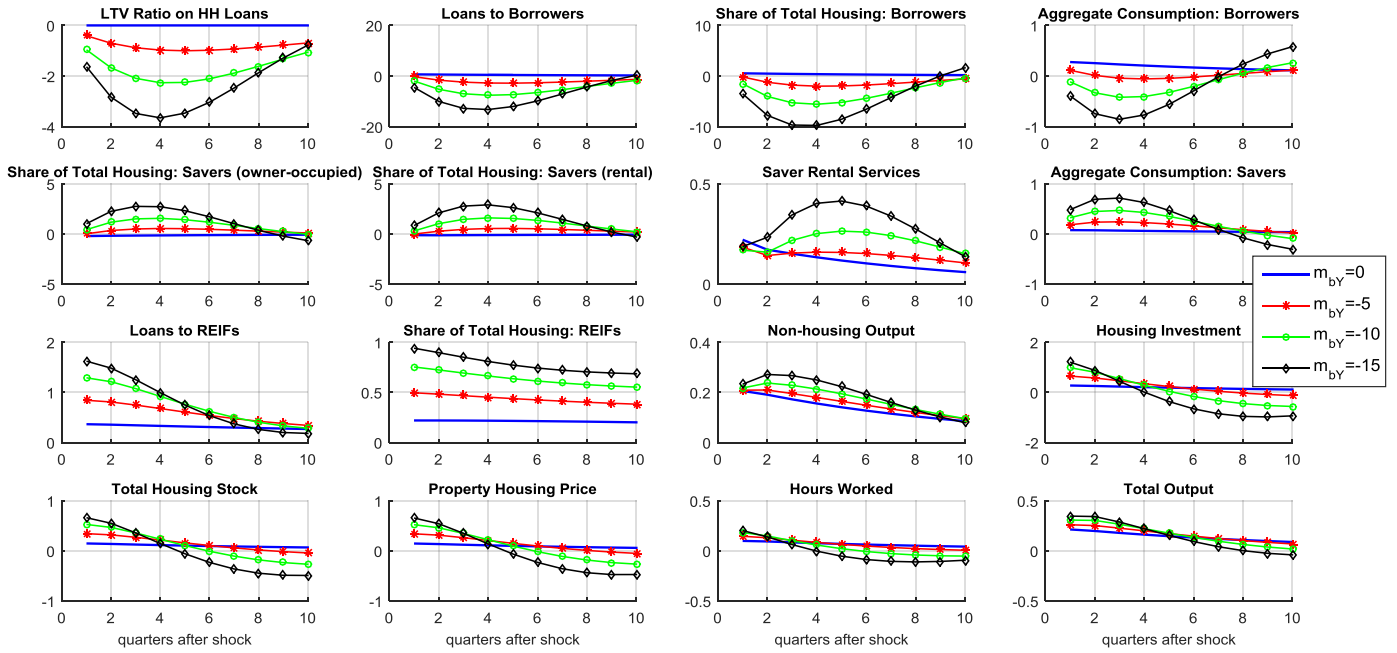 LTV Ratio on HH Loans
0
-2
-4
0 2 4 6 8 10
Loans to Borrowers
20
0
-20
0 2 4 6 8 10
Share of Total Housing: Borrowers
10
0
-10
0 2 4 6 8 10
Aggregate Consumption: Borrowers
1
0
-1
0 2 4 6 8 10
Share of Total Housing: Savers (owner-occupied)
5
0
-5
0 2 4 6 8 10
Share of Total Housing: Savers (rental)
5
0
-5
0 2 4 6 8 10
Saver Rental Services
0.5
0
0 2 4 6 8 10
Aggregate Consumption: Savers
1
0
-1
0 2 4 6 8 10
m_bY=0
m_bY=-5
m_bY=-10
m_bY=-15
Loans to REIFs
2
1
0
0 2 4 6 8 10
Share of Total Housing: REIFs
1
0.5
0
0 2 4 6 8 10
Non-housing Output
0.4
0.2
0
0 2 4 6 8 10
Housing Investment
2
0
-2
0 2 4 6 8 10
Total Housing Stock
1
0
-1
0 2 4 6 8 10
quarters after shock
Property Housing Price
1
0
-1
0 2 4 6 8 10
quarters after shock
Hours Worked
0.5
0
-0.5
0 2 4 6 8 10
quarters after shock
Total Output
0.5
0
-0.5
0 2 4 6 8 10
quarters after shock